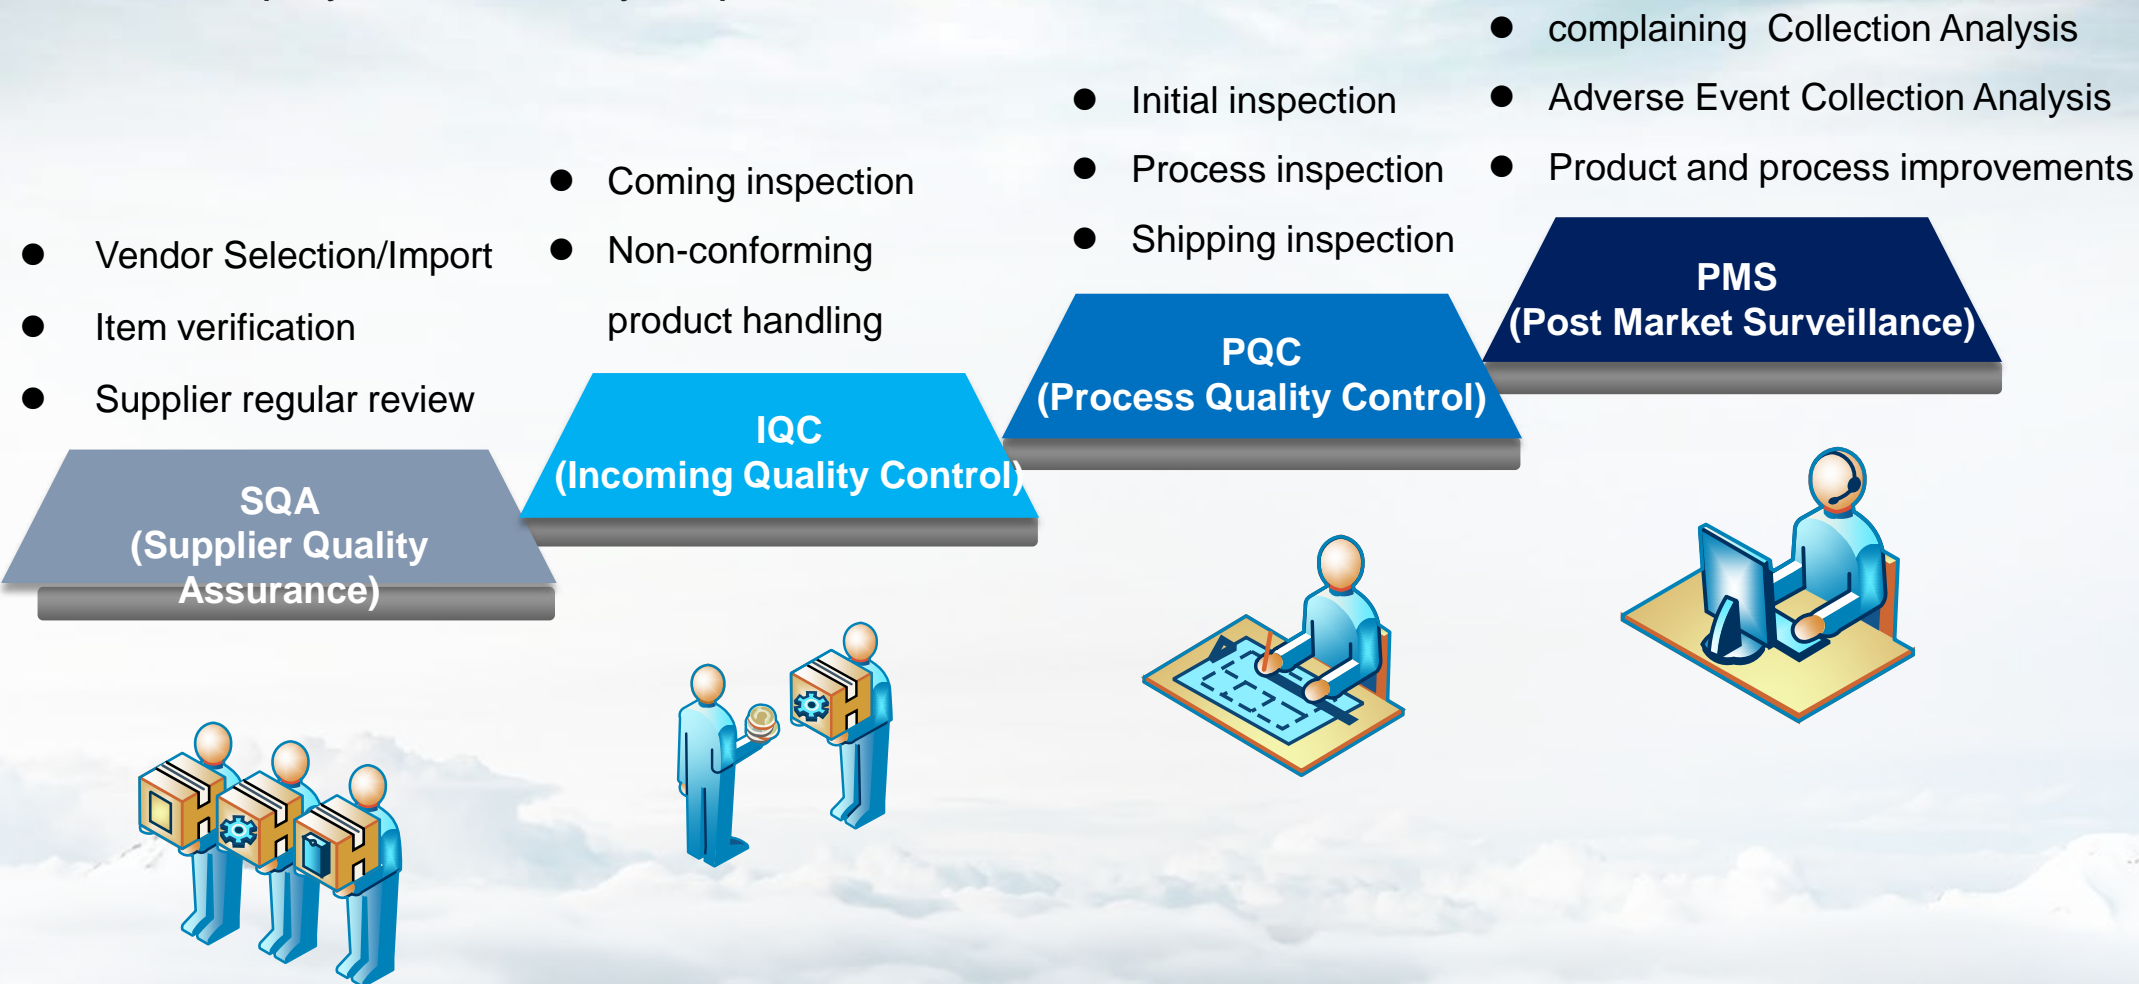 Vendor Selection/Import
Item verification
Supplier regular review
SQA
(Supplier Quality
Assurance)
Coming inspection
Non-conforming
product handling
IQC
(Incoming Quality Control)
Initial inspection
Process inspection
Shipping inspection
PQC
(Process Quality Control)
complaining Collection Analysis
Adverse Event Collection Analysis
Product and process improvements
PMS
(Post Market Surveillance)